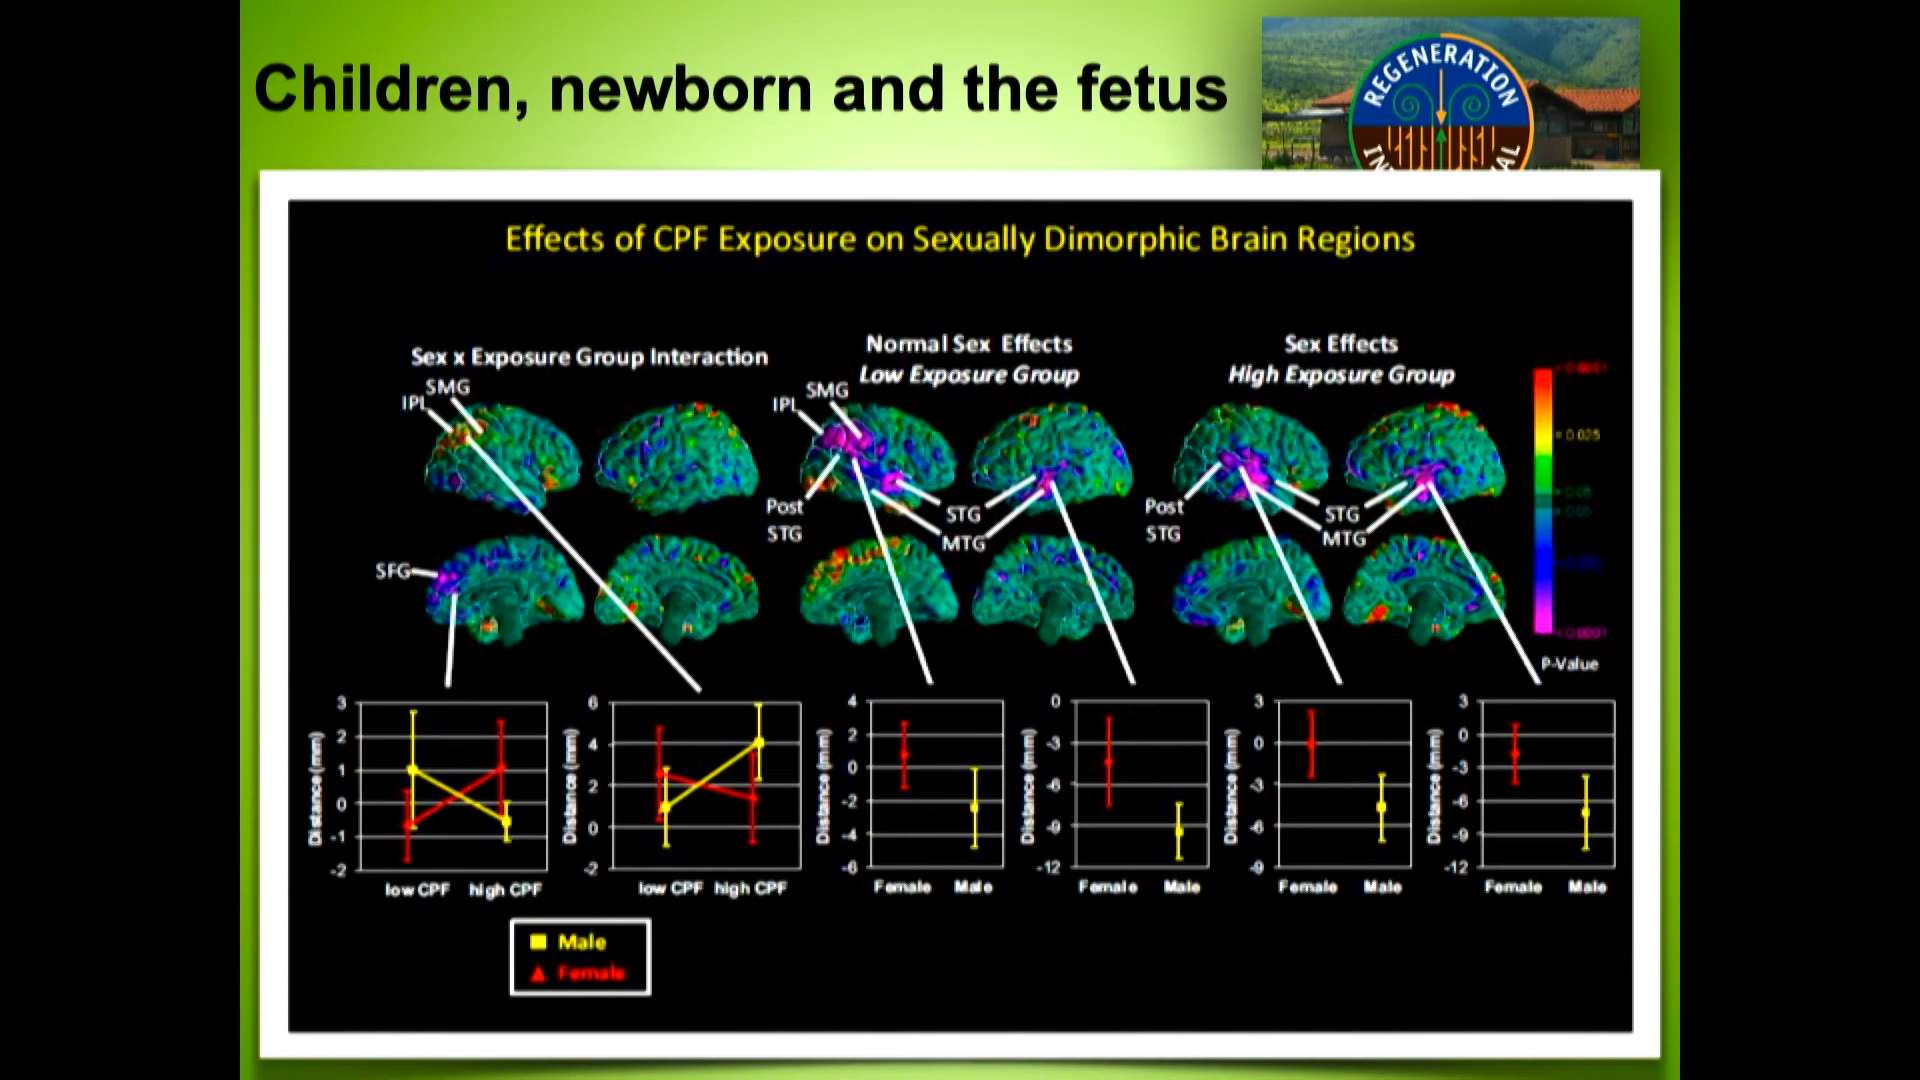 Children, newborn and the fetus
REGENERATION
Effects of CPF Exposure on Sexually Dimorphic Brain Regions
Sex x Exposure Group Interaction
Normal Sex Effects
Low Exposure Group
Sex Effects
High Exposure Group
SMG
IPL
SMG
IPL
Post
STG
STG
MTG
Post
STG
STG
MTG
SFG
0.025
P-Value
Distance (mm)
3
2
1
0
-1
-2
low CPF high CPF
Distance (mm)
6
4
2
0
-2
low CPF high CPF
Distance (mm)
4
2
0
-2
-4
-6
Female Male
Distance (mm)
0
-3
-6
-9
-12
Female Male
Distance (mm)
3
0
-3
-6
-9
Female Male
Distance (mm)
3
0
-3
-6
-9
-12
Female Male
Male
Female